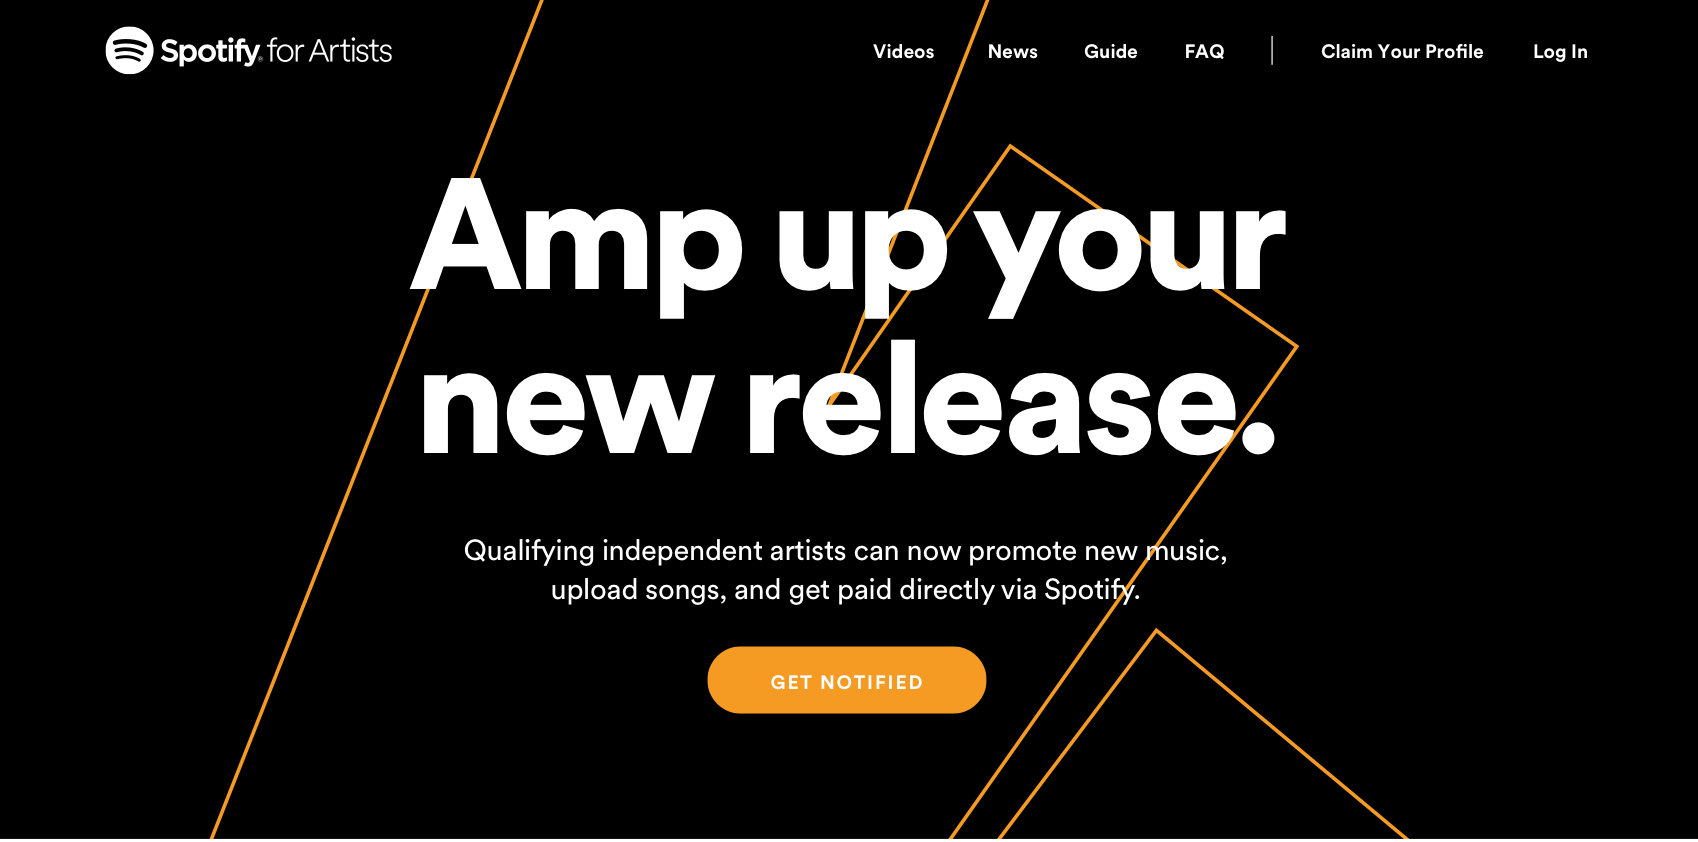 Spotify® for Artists
Videos News Guide FAQ Claim Your Profile Log In
Amp up your
new release.
Qualifying independent artists can now promote new music,
upload songs, and get paid directly via Spotify.
GET NOTIFIED